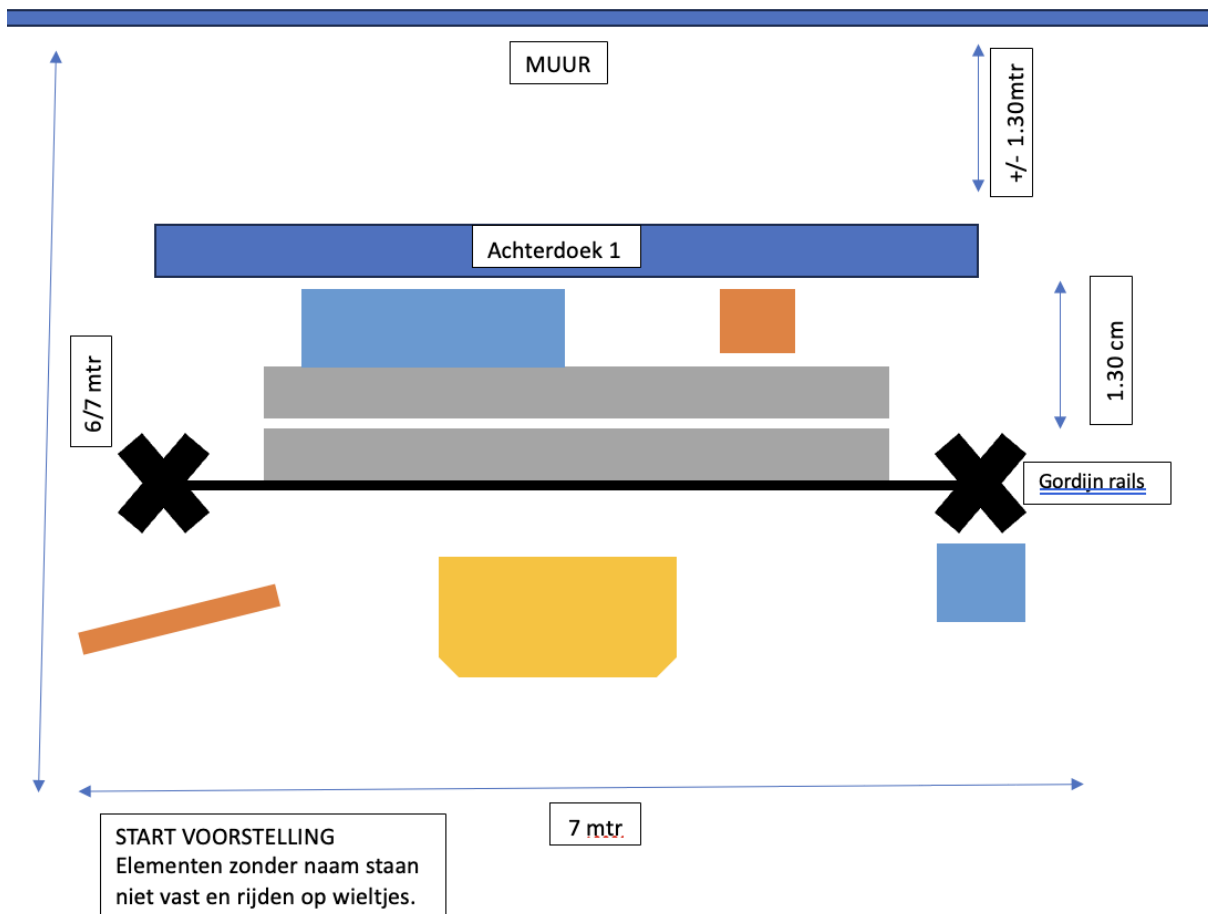 MUUR
+/- 1.30mtr
Achterdoek 1
1.30 cm
6/7 mtr
Gordijn rails
7 mtr.
START VOORSTELLING
Elementen zonder naam staan
niet vast en rijden op wieltjes.